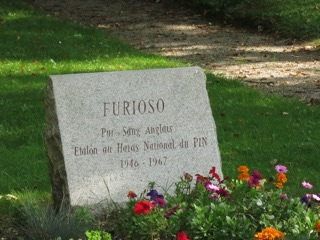 FURIOSO
Pur-Sang Anglais
Etalon au Haras National du PIN
1946-1967